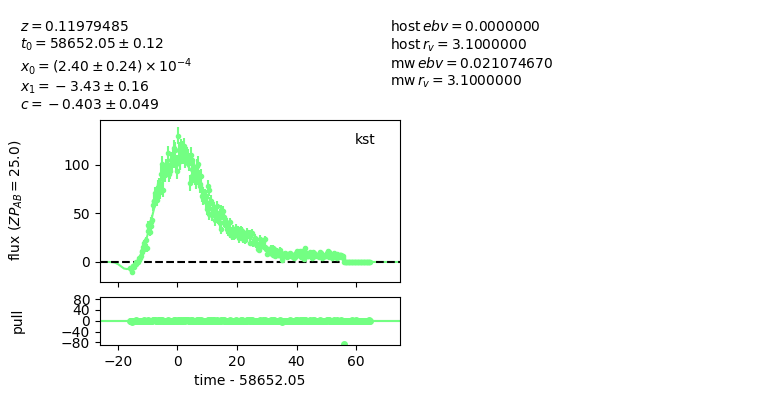 z = 0.11979485
t₀ = 58652.05 ± 0.12
x₀ = (2.40 ± 0.24) × 10⁻⁴
x₁ = −3.43 ± 0.16
c = −0.403 ± 0.049
host ebv = 0.0000000
host r_v = 3.1000000
mw ebv = 0.021074670
mw r_v = 3.1000000
kst
flux (ZP_AB = 25.0)
100
50
0
pull
80
40
0
−40
−80
−20 0 20 40 60
time - 58652.05